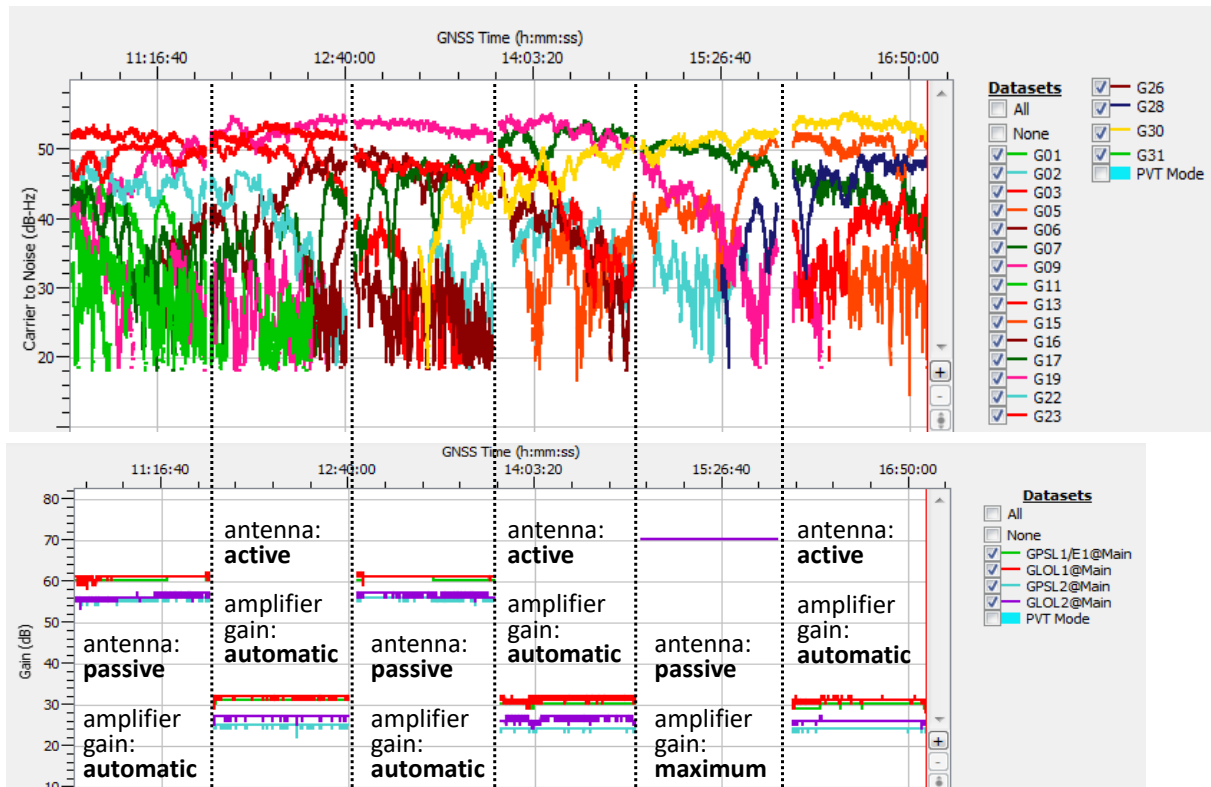 GNSS Time (h:mm:ss)
11:16:40 12:40:00 14:03:20 15:26:40 16:50:00
Carrier to Noise (dB-Hz)
50
40
30
20
Datasets
All
None
G01
G02
G03
G05
G06
G07
G09
G11
G13
G15
G16
G17
G19
G22
G23
G26
G28
G30
G31
PVT Mode
+
-
GNSS Time (h:mm:ss)
11:16:40 12:40:00 14:03:20 15:26:40 16:50:00
Gain (dB)
80
70
60
50
40
30
20
10
antenna:
passive
amplifier
gain:
automatic
antenna:
active
amplifier
gain:
automatic
antenna:
passive
amplifier
gain:
automatic
antenna:
active
amplifier
gain:
automatic
antenna:
passive
amplifier
gain:
maximum
antenna:
active
amplifier
gain:
automatic
Datasets
All
None
GPSL1/E1@Main
GLOL1@Main
GPSL2@Main
GLOL2@Main
PVT Mode
+
-